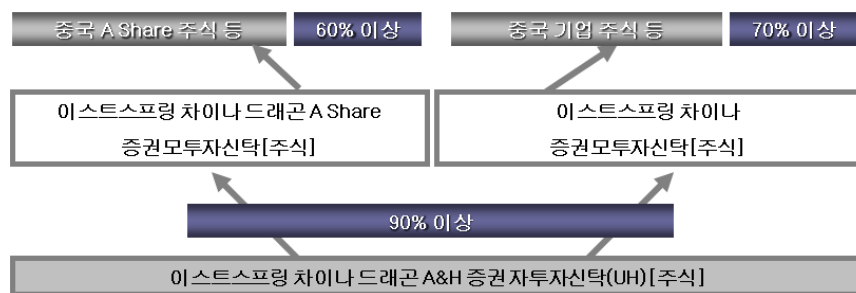 중국 A Share 주식 등
60% 이상
중국 기업 주식 등
70% 이상
이스트스프링 차이나 드래곤 A Share
증권모투자신탁[주식]
이스트스프링 차이나
증권모투자신탁[주식]
90% 이상
이스트스프링 차이나 드래곤 A&H 증권 자투자신탁(UH) [주식]